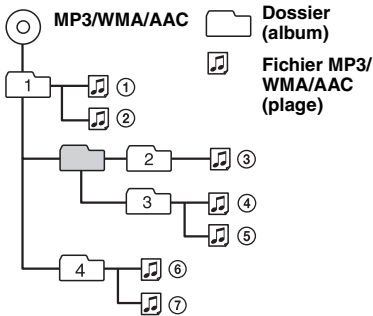 MP3/WMA/AAC
Dossier
(album)
Fichier MP3/
WMA/AAC
(plage)
1
①
②
2
③
3
④
⑤
4
⑥
⑦